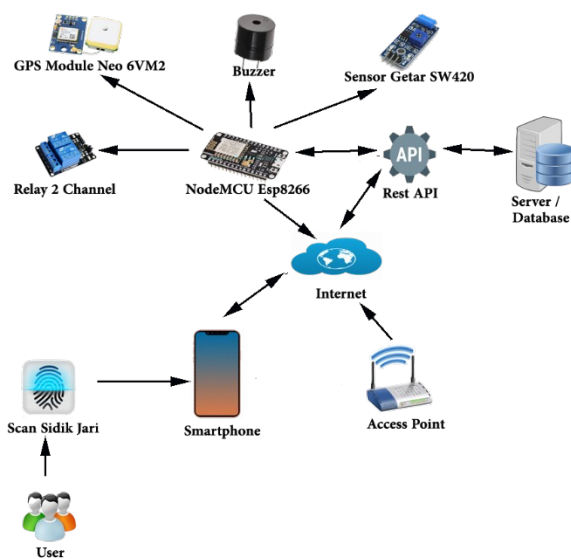 GPS Module Neo 6VM2
Buzzer
Sensor Getar SW420
Relay 2 Channel
NodeMCU Esp8266
API
Rest API
Server /
Database
Internet
Scan Sidik Jari
Smartphone
Access Point
User